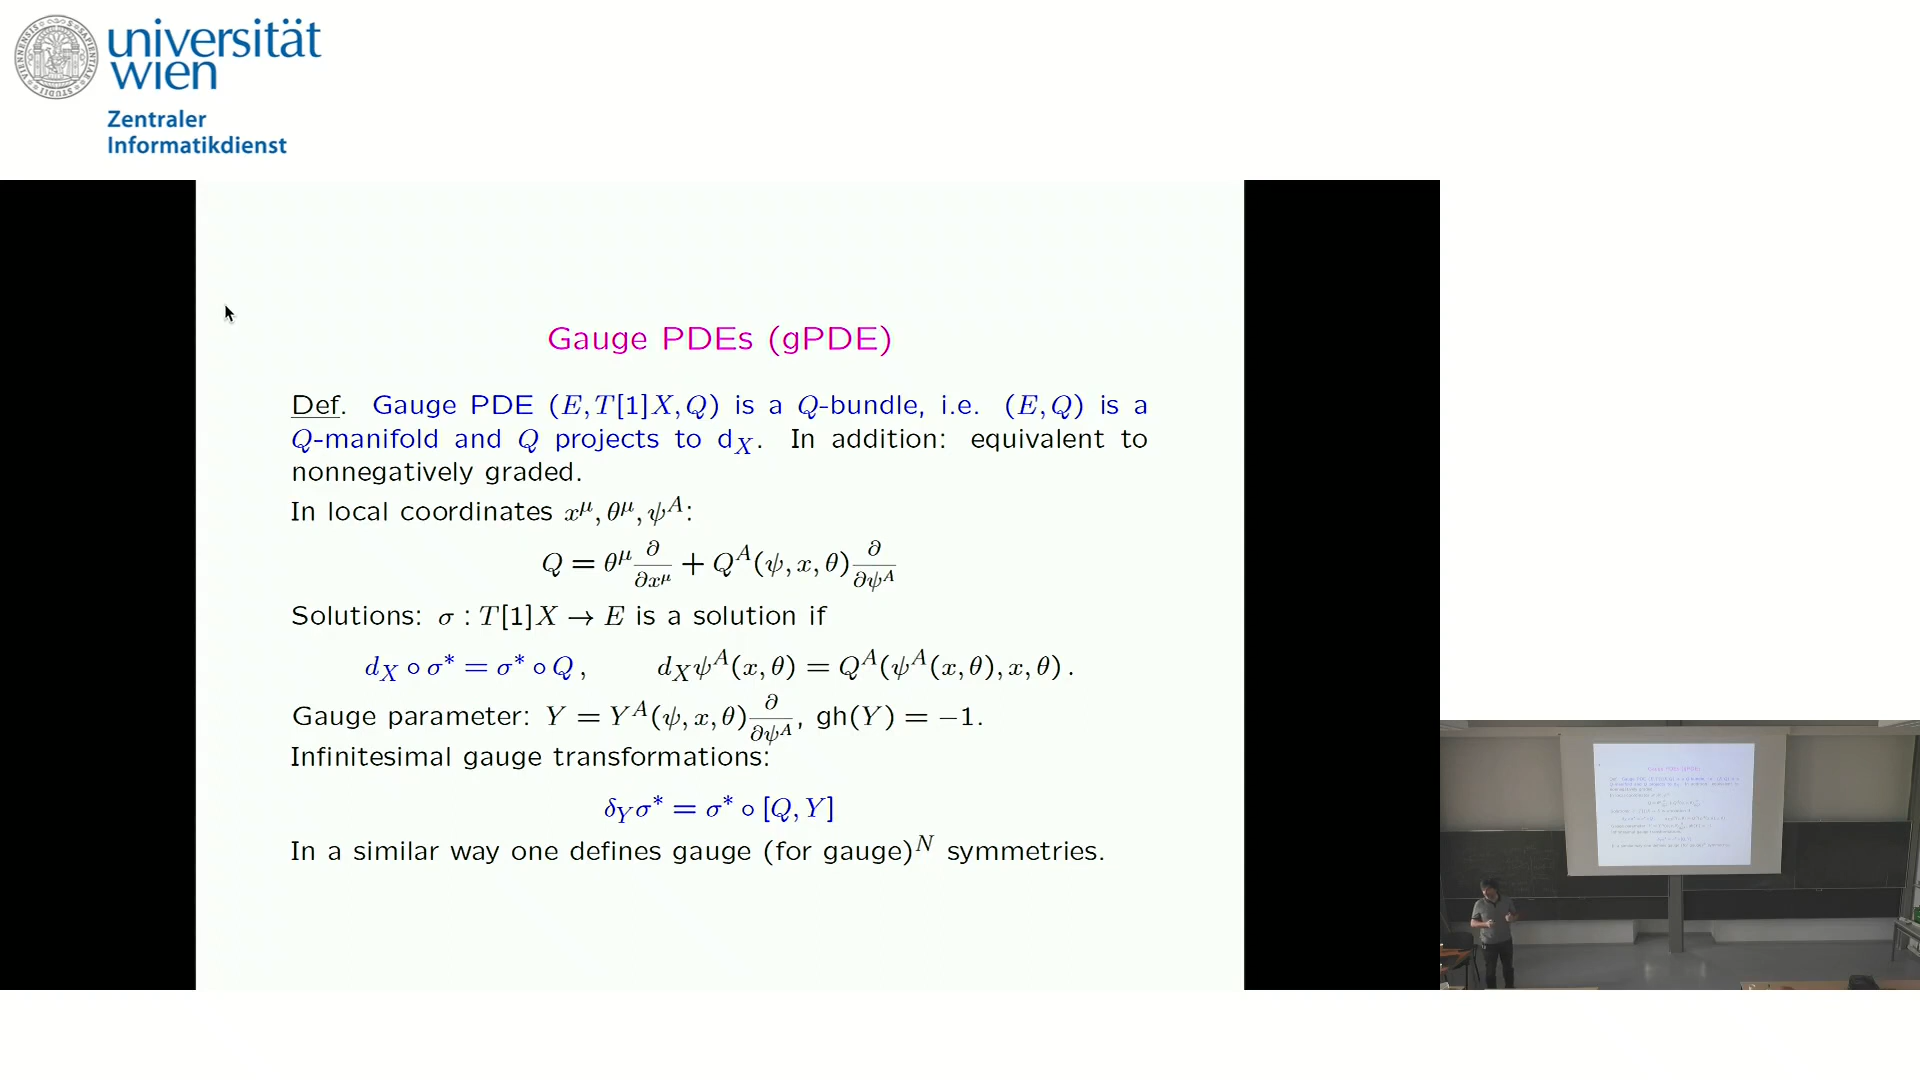 universität
wien
Zentraler
Informatikdienst
Gauge PDEs (gPDE)
Def. Gauge PDE (E, T[1]X, Q) is a Q-bundle, i.e. (E, Q) is a
Q-manifold and Q projects to d_X. In addition: equivalent to
nonnegatively graded.
In local coordinates x^μ, θ^μ, ψ^A:
Q = θ^μ ∂/∂x^μ + Q^A(ψ, x, θ) ∂/∂ψ^A
Solutions: σ : T[1]X → E is a solution if
d_X ∘ σ* = σ* ∘ Q , d_X ψ^A(x, θ) = Q^A(ψ^A(x, θ), x, θ) .
Gauge parameter: Y = Y^A(ψ, x, θ) ∂/∂ψ^A, gh(Y) = −1.
Infinitesimal gauge transformations:
δ_Y σ* = σ* ∘ [Q, Y]
In a similar way one defines gauge (for gauge)^N symmetries.